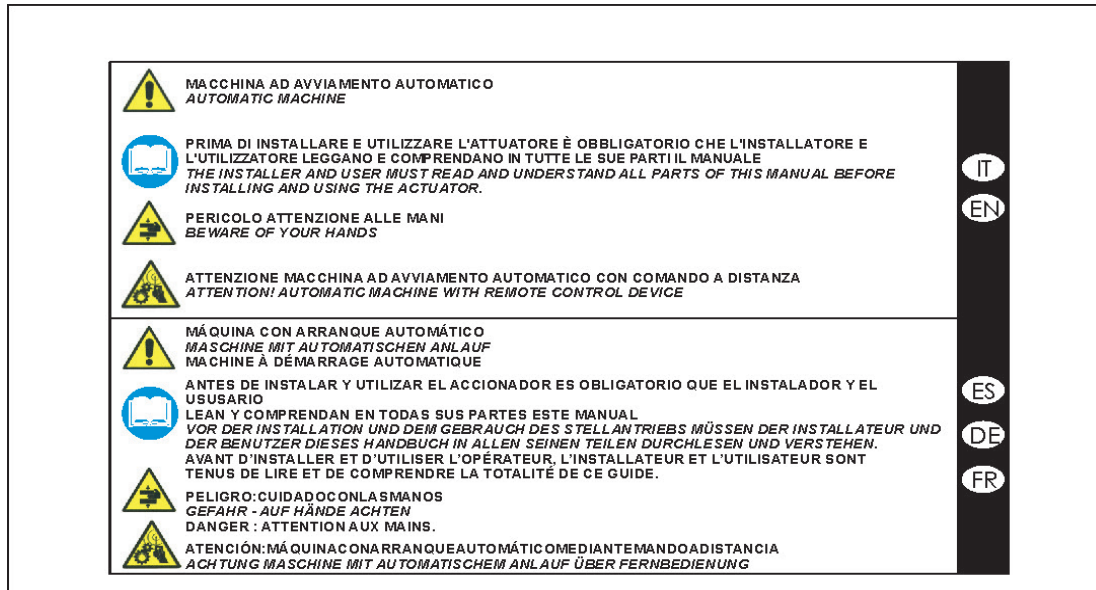 MACCHINA AD AVVIAMENTO AUTOMATICO
AUTOMATIC MACHINE
PRIMA DI INSTALLARE E UTILIZZARE L'ATTUATORE È OBBLIGATORIO CHE L'INSTALLATORE E
L'UTILIZZATORE LEGGANO E COMPRENDANO IN TUTTE LE SUE PARTI IL MANUALE
THE INSTALLER AND USER MUST READ AND UNDERSTAND ALL PARTS OF THIS MANUAL BEFORE
INSTALLING AND USING THE ACTUATOR.
PERICOLO ATTENZIONE ALLE MANI
BEWARE OF YOUR HANDS
ATTENZIONE MACCHINA AD AVVIAMENTO AUTOMATICO CON COMANDO A DISTANZA
ATTENTION! AUTOMATIC MACHINE WITH REMOTE CONTROL DEVICE
IT
EN
MÁQUINA CON ARRANQUE AUTOMÁTICO
MASCHINE MIT AUTOMATISCHEN ANLAUF
MACHINE À DÉMARRAGE AUTOMATIQUE
ANTES DE INSTALAR Y UTILIZAR EL ACCIONADOR ES OBLIGATORIO QUE EL INSTALADOR Y EL
USUSARIO
LEAN Y COMPRENDAN EN TODAS SUS PARTES ESTE MANUAL
VOR DER INSTALLATION UND DEM GEBRAUCH DES STELLANTRIEBS MÜSSEN DER INSTALLATEUR UND
DER BENUTZER DIESES HANDBUCH IN ALLEN SEINEN TEILEN DURCHLESEN UND VERSTEHEN.
AVANT D'INSTALLER ET D'UTILISER L'OPÉRATEUR, L'INSTALLATEUR ET L'UTILISATEUR SONT
TENUS DE LIRE ET DE COMPRENDRE LA TOTALITÉ DE CE GUIDE.
PELIGRO:CUIDADOCONLASMANOS
GEFAHR - AUF HÄNDE ACHTEN
DANGER : ATTENTION AUX MAINS.
ATENCIÓN:MÁQUINACONARRANQUEAUTOMÁTICOMEDIANTEMANDOADISTANCIA
ACHTUNG MASCHINE MIT AUTOMATISCHEM ANLAUF ÜBER FERNBEDIENUNG
ES
DE
FR